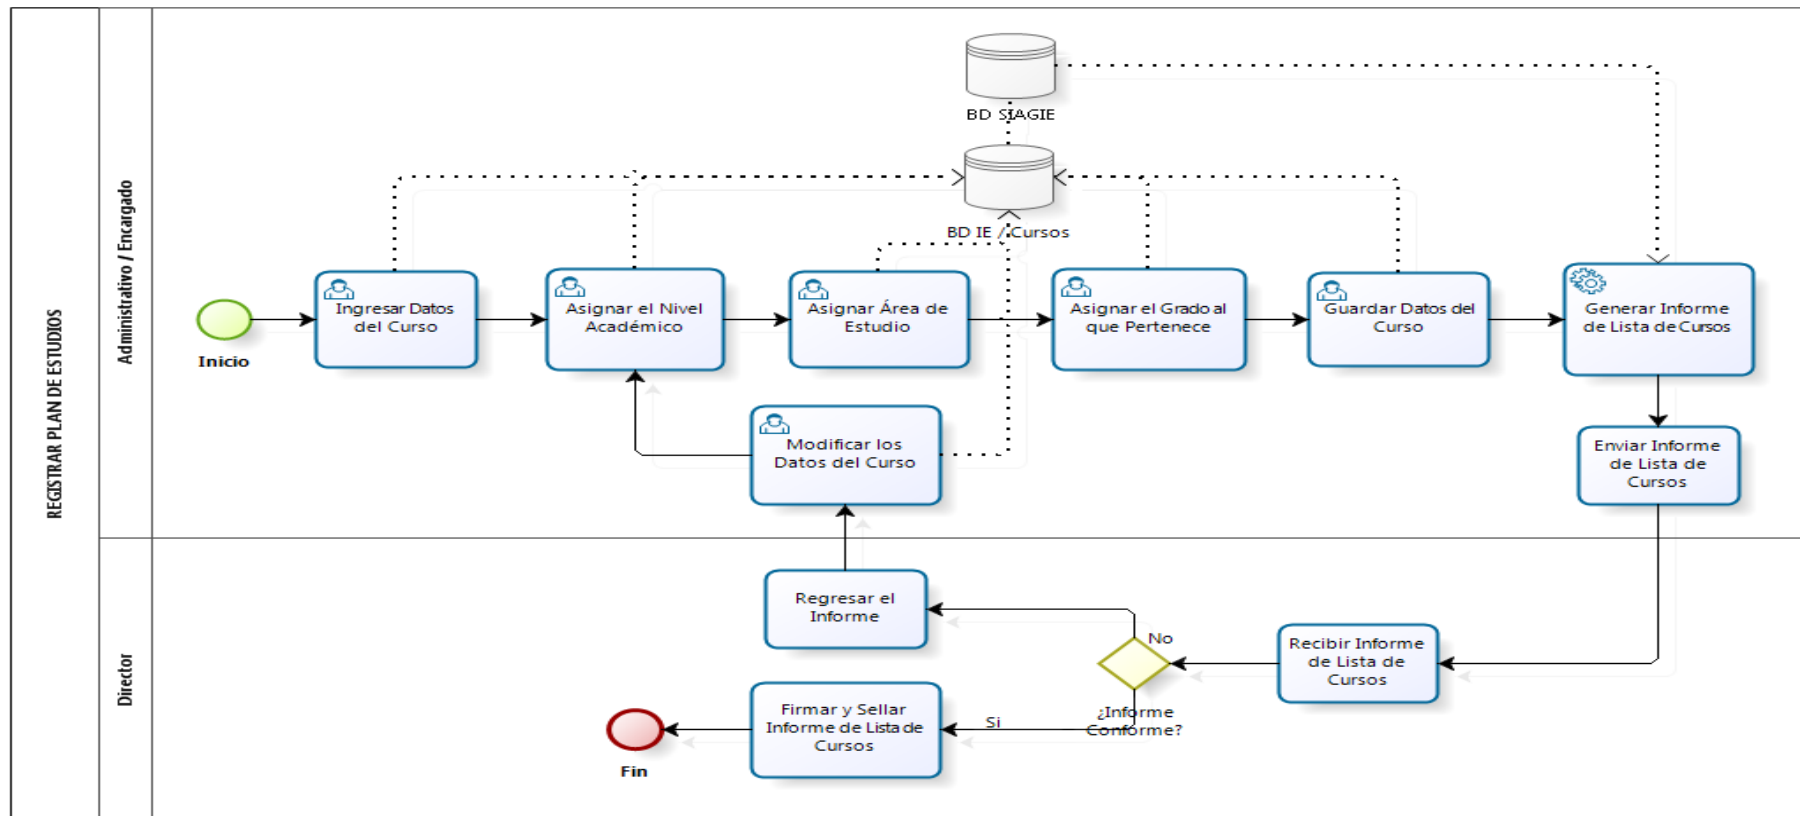 REGISTRAR PLAN DE ESTUDIOS
Administrativo / Encargado
BD SIAGIE
BD IE / Cursos
Inicio
Ingresar Datos
del Curso
Asignar el Nivel
Académico
Asignar Área de
Estudio
Asignar el Grado al
que Pertenece
Guardar Datos del
Curso
Generar Informe
de Lista de Cursos
Modificar los
Datos del Curso
Enviar Informe
de Lista de
Cursos
Director
Regresar el
Informe
No
Recibir Informe
de Lista de
Cursos
¿Informe
Conforme?
Si
Firmar y Sellar
Informe de Lista de
Cursos
Fin